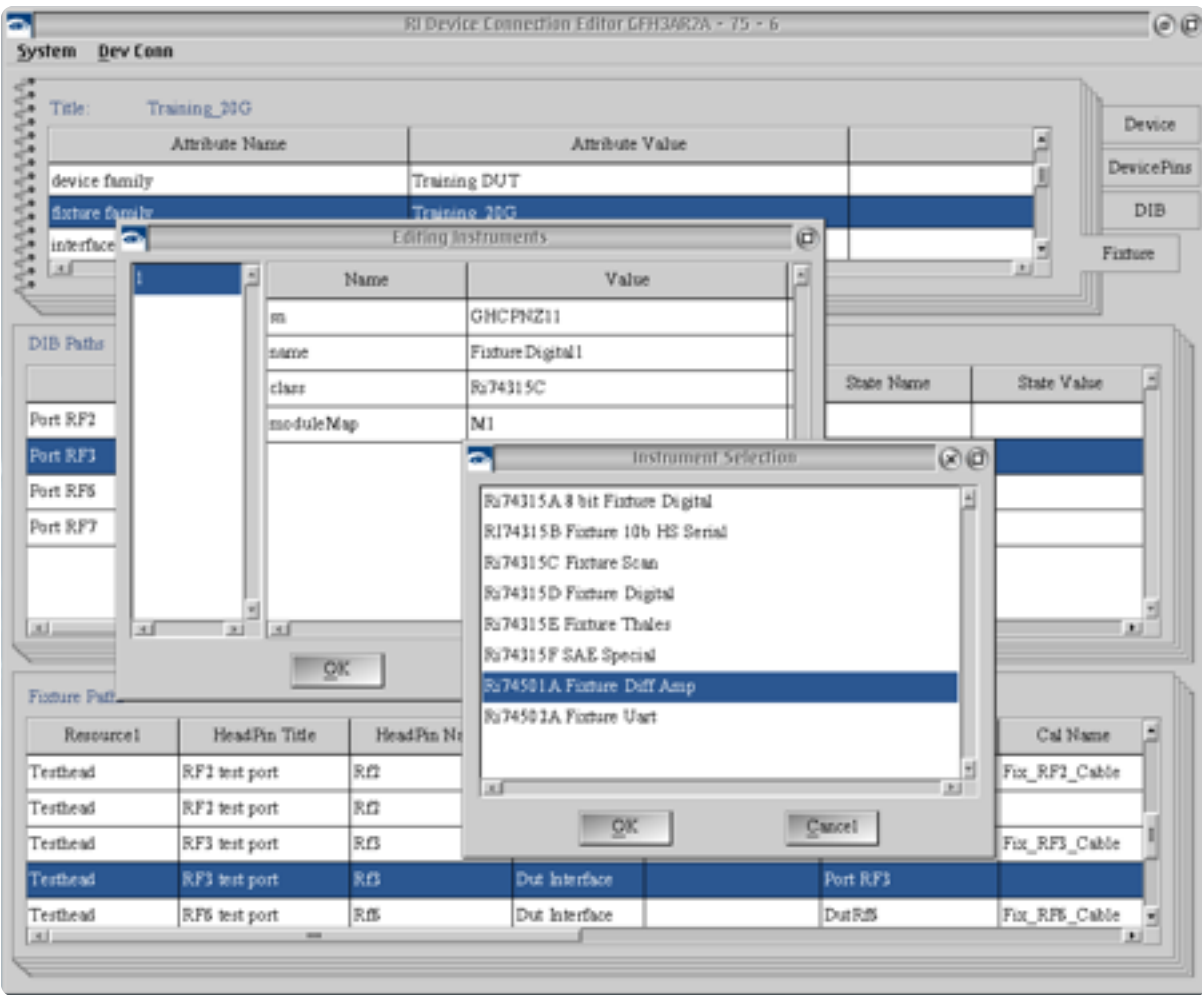 RI Device Connection Editor GFH3AR2A - 75 - 6
System Dev Conn
Title: Training_20G
Attribute Name Attribute Value
device family Training DUT
fixture family Training_20G
interface
Device
DevicePins
DIB
Fixture
Editing Instruments
1
Name Value
sn GHCPNZ11
name FixtureDigital1
class Ri74315C
moduleMap M1
OK
DIB Paths
State Name State Value
Port RF2
Port RF3
Port RF6
Port RF7
Instrument Selection
Ri74315A 8 bit Fixture Digital
RI74315B Fixture 10b HS Serial
Ri74315C Fixture Scan
Ri74315D Fixture Digital
Ri74315E Fixture Thales
Ri74315F SAE Special
Ri74501A Fixture Diff Amp
Ri74502A Fixture Uart
OK Cancel
Fixture
Resource1 HeadPin Title HeadPin Cal Name
Testhead RF2 test port Rf2 Fix_RF2_Cable
Testhead RF2 test port Rf2
Testhead RF3 test port Rf3 Fix_RF3_Cable
Testhead RF3 test port Rf3 Dut Interface Port RF3
Testhead RF6 test port Rf6 Dut Interface DutRf6 Fix_RF6_Cable